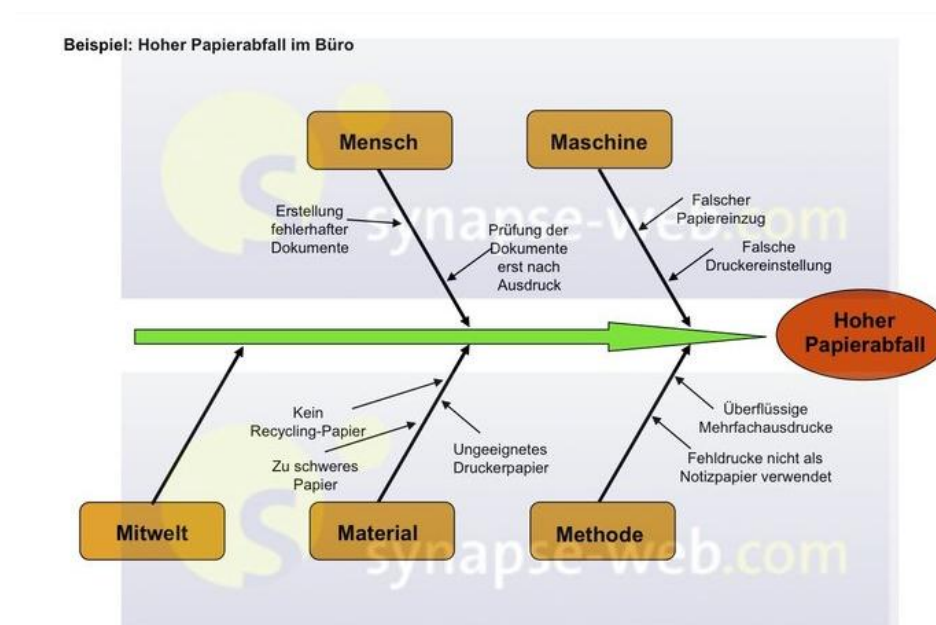 Beispiel: Hoher Papierabfall im Büro
Mensch
Maschine
Erstellung
fehlerhafter
Dokumente
Prüfung der
Dokumente
erst nach
Ausdruck
Falscher
Papiereinzug
Falsche
Druckereinstellung
synapse-web.com
Hoher
Papierabfall
Kein
Recycling-Papier
Zu schweres
Papier
Ungeeignetes
Druckerpapier
Überflüssige
Mehrfachausdrucke
Fehldrucke nicht als
Notizpapier verwendet
Mitwelt
Material
Methode
synapse-web.com